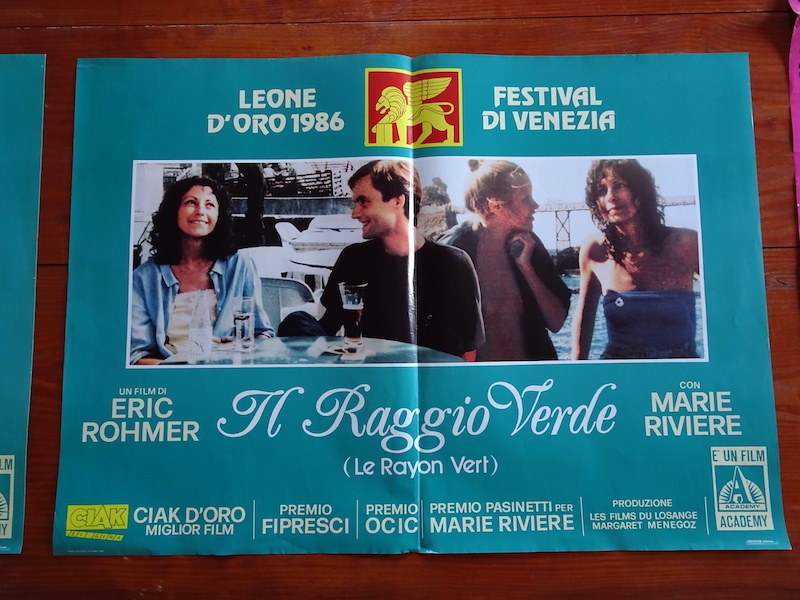 LEONE
D'ORO 1986
FESTIVAL
DI VENEZIA
UN FILM DI
ERIC
ROHMER
Il Raggio Verde
(Le Rayon Vert)
CON
MARIE
RIVIERE
CIAK
CIAK D'ORO
MIGLIOR FILM
PREMIO
FIPRESCI
PREMIO
OCIC
PREMIO PASINETTI PER
MARIE RIVIERE
PRODUZIONE
LES FILMS DU LOSANGE
MARGARET MENEGOZ
E' UN FILM
ACADEMY
ACADEMY
FILM